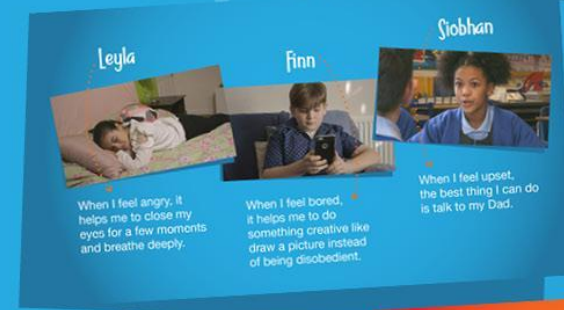 Leyla
When I feel angry, it
helps me to close my
eyes for a few moments
and breathe deeply.
Finn
When I feel bored,
it helps me to do
something creative like
draw a picture instead
of being disobedient.
Siobhan
When I feel upset,
the best thing I can do
is talk to my Dad.